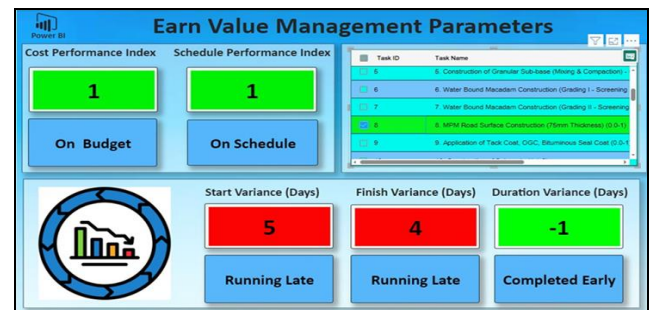 Power BI
Earn Value Management Parameters
Cost Performance Index
Schedule Performance Index
Task ID Task Name
5 5. Construction of Granular Sub-base (Mixing & Compaction) -
6 6. Water Bound Macadam Construction (Grading I - Screening
7 7. Water Bound Macadam Construction (Grading II - Screening
8 8. MPM Road Surface Construction (75mm Thickness) (0.0-1)
9 9. Application of Tack Coat, OGC, Bituminous Seal Coat (0.0-1
1
1
On Budget
On Schedule
Start Variance (Days)
Finish Variance (Days)
Duration Variance (Days)
5
4
-1
Running Late
Running Late
Completed Early